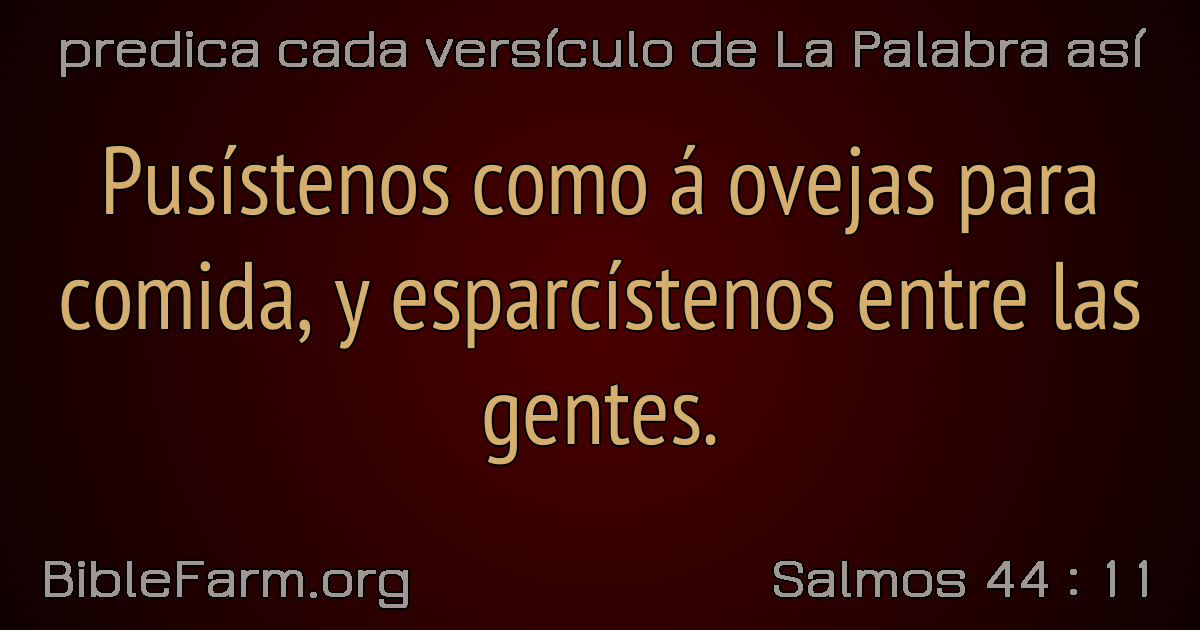 predica cada versículo de La Palabra así
Pusístenos como á ovejas para
comida, y esparcístenos entre las
gentes.
BibleFarm.org
Salmos 44 : 11